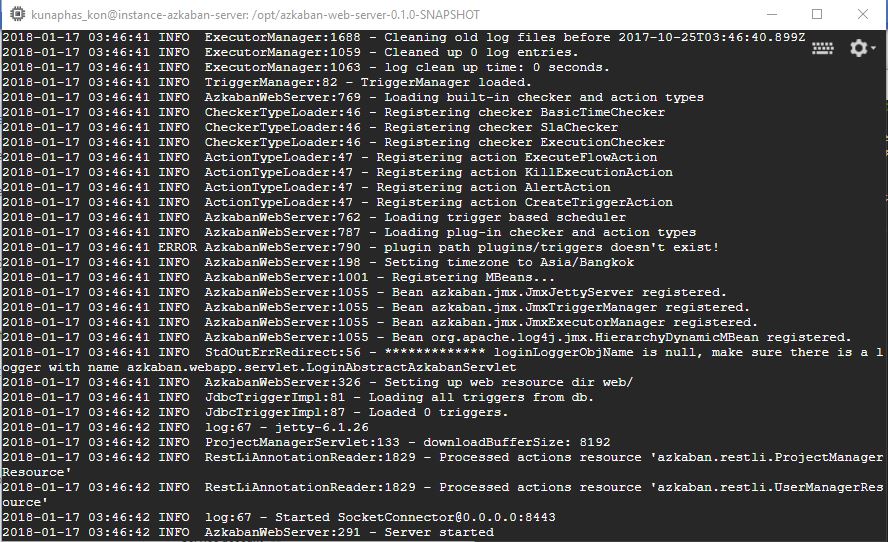 kunaphas_kon@instance-azkaban-server: /opt/azkaban-web-server-0.1.0-SNAPSHOT
2018-01-17 03:46:41 INFO  ExecutorManager:1688 - Cleaning old log files before 2017-10-25T03:46:40.899Z
2018-01-17 03:46:41 INFO  ExecutorManager:1059 - Cleaned up 0 log entries.
2018-01-17 03:46:41 INFO  ExecutorManager:1063 - log clean up time: 0 seconds.
2018-01-17 03:46:41 INFO  TriggerManager:82 - TriggerManager loaded.
2018-01-17 03:46:41 INFO  AzkabanWebServer:769 - Loading built-in checker and action types
2018-01-17 03:46:41 INFO  CheckerTypeLoader:46 - Registering checker BasicTimeChecker
2018-01-17 03:46:41 INFO  CheckerTypeLoader:46 - Registering checker SlaChecker
2018-01-17 03:46:41 INFO  CheckerTypeLoader:46 - Registering checker ExecutionChecker
2018-01-17 03:46:41 INFO  ActionTypeLoader:47 - Registering action ExecuteFlowAction
2018-01-17 03:46:41 INFO  ActionTypeLoader:47 - Registering action KillExecutionAction
2018-01-17 03:46:41 INFO  ActionTypeLoader:47 - Registering action AlertAction
2018-01-17 03:46:41 INFO  ActionTypeLoader:47 - Registering action CreateTriggerAction
2018-01-17 03:46:41 INFO  AzkabanWebServer:762 - Loading trigger based scheduler
2018-01-17 03:46:41 INFO  AzkabanWebServer:787 - Loading plug-in checker and action types
2018-01-17 03:46:41 ERROR AzkabanWebServer:790 - plugin path plugins/triggers doesn't exist!
2018-01-17 03:46:41 INFO  AzkabanWebServer:198 - Setting timezone to Asia/Bangkok
2018-01-17 03:46:41 INFO  AzkabanWebServer:1001 - Registering MBeans...
2018-01-17 03:46:41 INFO  AzkabanWebServer:1055 - Bean azkaban.jmx.JmxJettyServer registered.
2018-01-17 03:46:41 INFO  AzkabanWebServer:1055 - Bean azkaban.jmx.JmxTriggerManager registered.
2018-01-17 03:46:41 INFO  AzkabanWebServer:1055 - Bean azkaban.jmx.JmxExecutorManager registered.
2018-01-17 03:46:41 INFO  AzkabanWebServer:1055 - Bean org.apache.log4j.jmx.HierarchyDynamicMBean registered.
2018-01-17 03:46:41 INFO  StdOutErrRedirect:56 - ************* loginLoggerObjName is null, make sure there is a l
ogger with name azkaban.webapp.servlet.LoginAbstractAzkabanServlet
2018-01-17 03:46:41 INFO  AzkabanWebServer:326 - Setting up web resource dir web/
2018-01-17 03:46:42 INFO  JdbcTriggerImpl:81 - Loading all triggers from db.
2018-01-17 03:46:42 INFO  JdbcTriggerImpl:87 - Loaded 0 triggers.
2018-01-17 03:46:42 INFO  log:67 - jetty-6.1.26
2018-01-17 03:46:42 INFO  ProjectManagerServlet:133 - downloadBufferSize: 8192
2018-01-17 03:46:42 INFO  RestLiAnnotationReader:1829 - Processed actions resource 'azkaban.restli.ProjectManager
Resource'
2018-01-17 03:46:42 INFO  RestLiAnnotationReader:1829 - Processed actions resource 'azkaban.restli.UserManagerRes
ource'
2018-01-17 03:46:42 INFO  log:67 - Started SocketConnector@0.0.0.0:8443
2018-01-17 03:46:42 INFO  AzkabanWebServer:291 - Server started